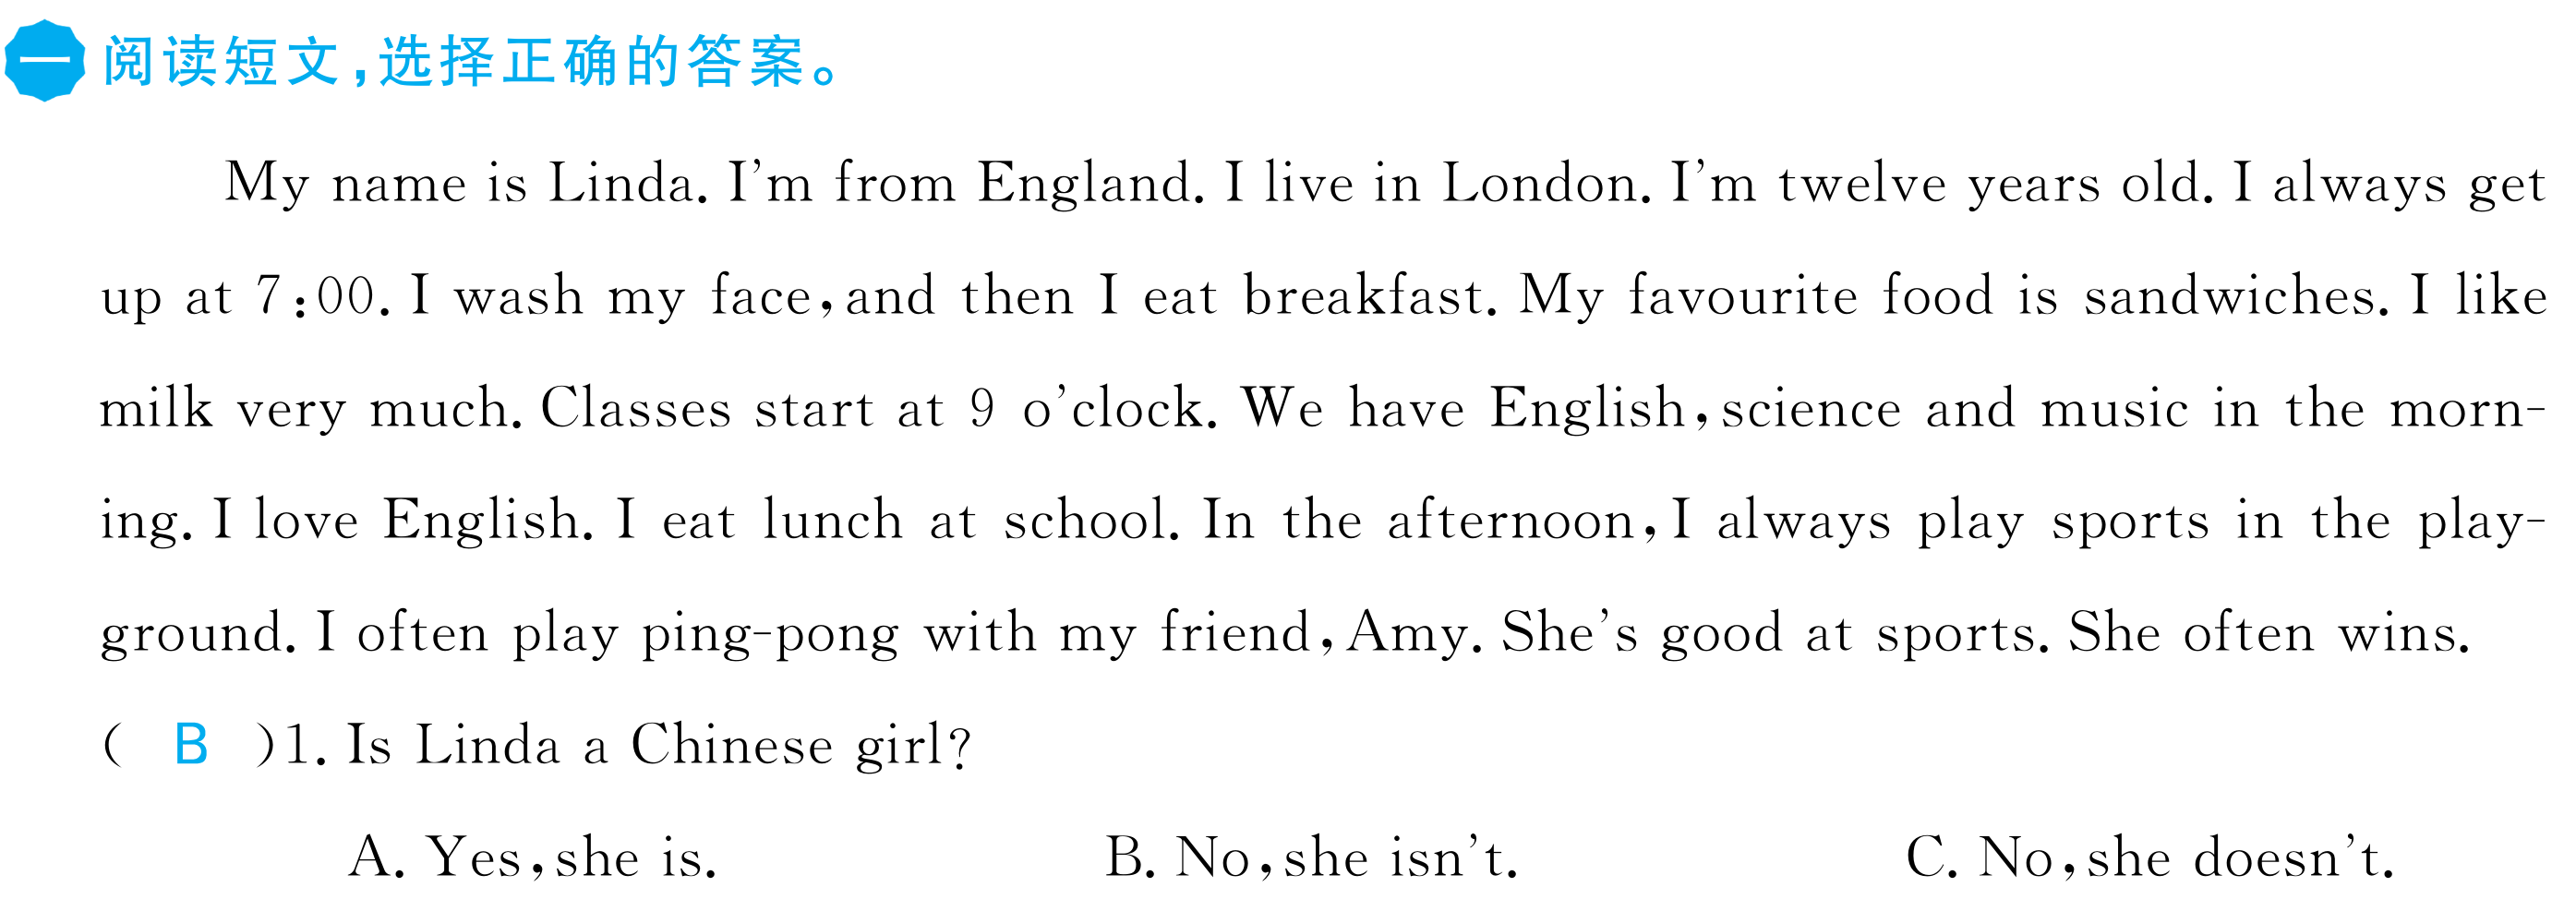 一 阅读短文,选择正确的答案。
My name is Linda. I'm from England. I live in London. I'm twelve years old. I always get
up at 7:00. I wash my face, and then I eat breakfast. My favourite food is sandwiches. I like
milk very much. Classes start at 9 o'clock. We have English, science and music in the morn-
ing. I love English. I eat lunch at school. In the afternoon, I always play sports in the play-
ground. I often play ping-pong with my friend, Amy. She's good at sports. She often wins.
( B )1. Is Linda a Chinese girl?
A. Yes, she is. B. No, she isn't. C. No, she doesn't.